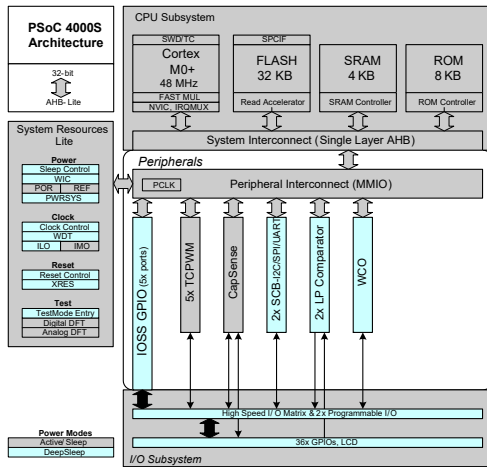 PSoC 4000S
Architecture
32-bit
AHB- Lite
CPU Subsystem
SWD/TC
Cortex
M0+
48 MHz
FAST MUL
NVIC, IRQMUX
SPCIF
FLASH
32 KB
Read Accelerator
SRAM
4 KB
SRAM Controller
ROM
8 KB
ROM Controller
System Interconnect (Single Layer AHB)
System Resources
Lite
Power
Sleep Control
WIC
POR REF
PWRSYS
Clock
Clock Control
WDT
ILO IMO
Reset
Reset Control
XRES
Test
TestMode Entry
Digital DFT
Analog DFT
Peripherals
PCLK
Peripheral Interconnect (MMIO)
IOSS GPIO (5x ports)
5x TCPWM
CapSense
2x SCB-I2C/SPI/UART
2x LP Comparator
WCO
High Speed I/ O Matrix & 2x Programmable I/O
36x GPIOs, LCD
I/O Subsystem
Power Modes
Active/ Sleep
DeepSleep